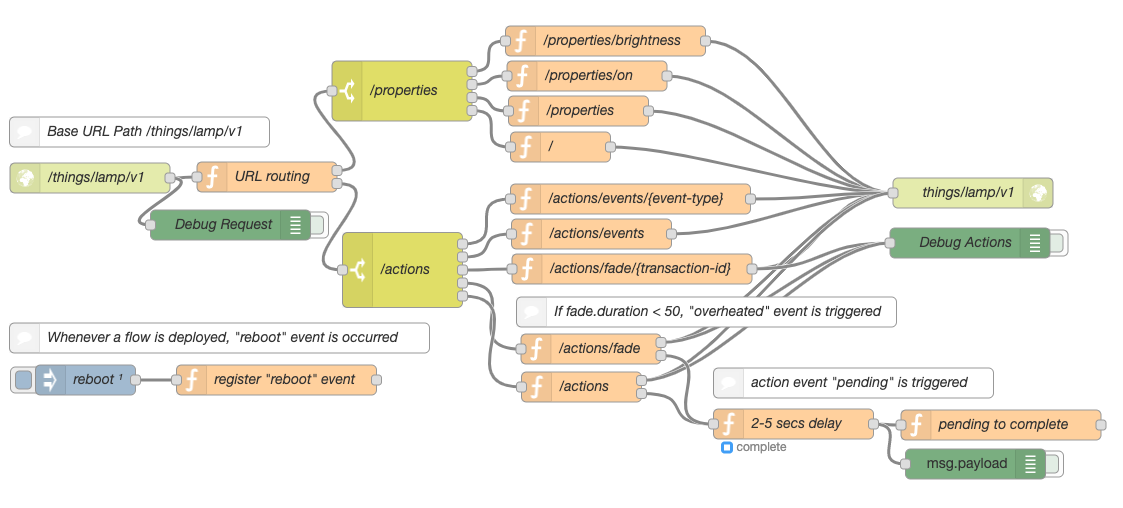 /properties/brightness
/properties/on
/properties
/properties
/
Base URL Path /things/lamp/v1
/things/lamp/v1
URL routing
Debug Request
/actions/events/{event-type}
/actions/events
/actions
/actions/fade/{transaction-id}
things/lamp/v1
Debug Actions
If fade.duration < 50, "overheated" event is triggered
Whenever a flow is deployed, "reboot" event is occurred
/actions/fade
reboot ¹
register "reboot" event
/actions
action event "pending" is triggered
2-5 secs delay
complete
pending to complete
msg.payload